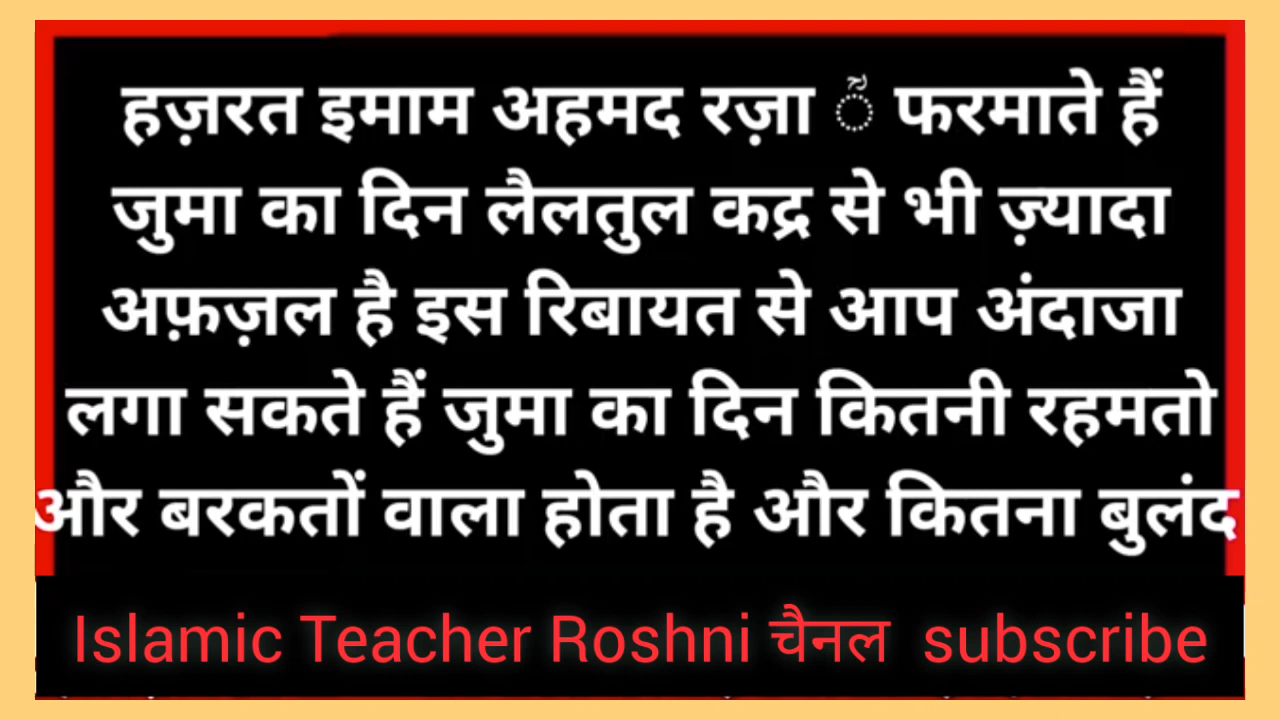 हज़रत इमाम अहमद रज़ा ؒ फरमाते हैं
जुमा का दिन लैलतुल कद्र से भी ज़्यादा
अफ़ज़ल है इस रिबायत से आप अंदाजा
लगा सकते हैं जुमा का दिन कितनी रहमतो
और बरकतों वाला होता है और कितना बुलंद
Islamic Teacher Roshni चैनल subscribe